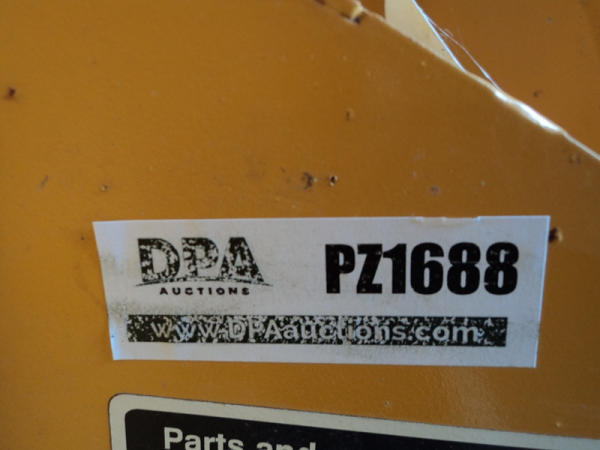 DPA
AUCTIONS
PZ1688
www.DPAauctions.com
Parts and